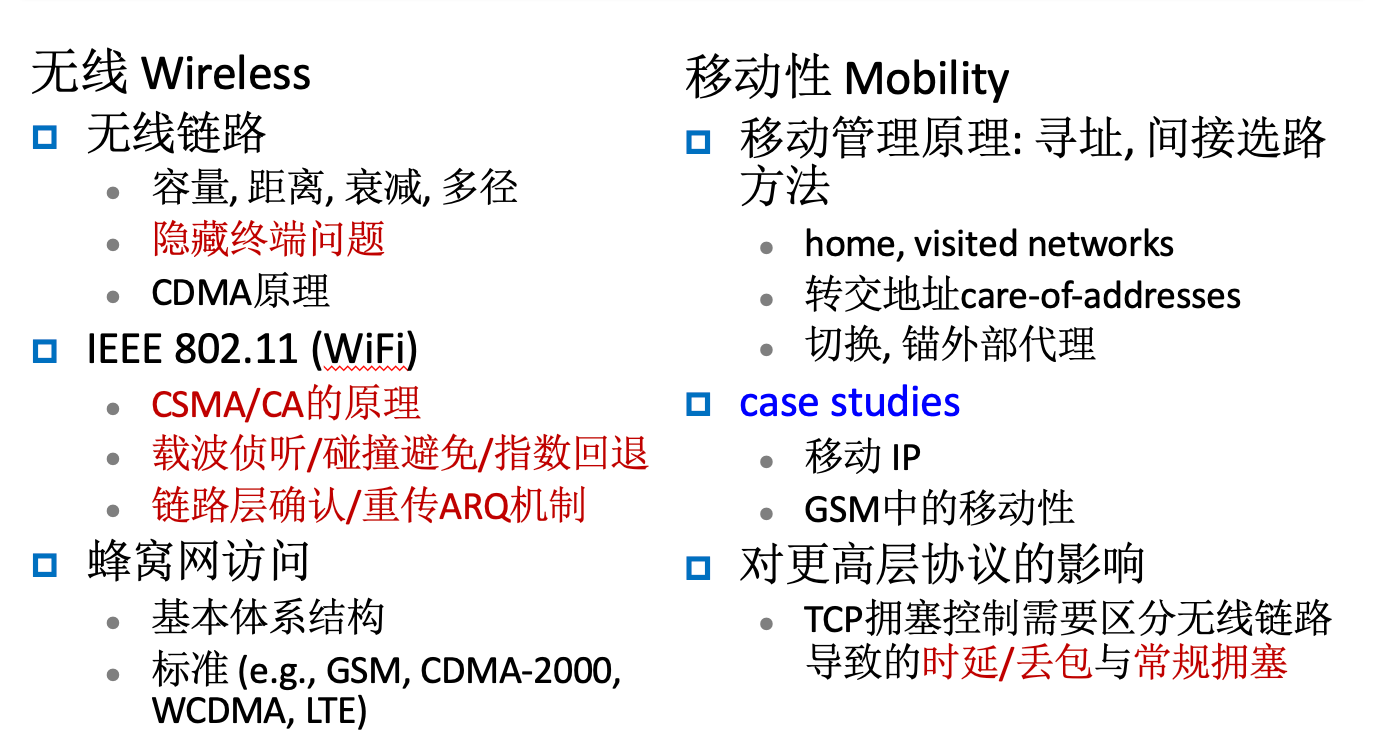 无线 Wireless
无线链路
容量, 距离, 衰减, 多径
隐藏终端问题
CDMA原理
IEEE 802.11 (WiFi)
CSMA/CA的原理
载波侦听/碰撞避免/指数回退
链路层确认/重传ARQ机制
蜂窝网访问
基本体系结构
标准 (e.g., GSM, CDMA-2000,
WCDMA, LTE)
移动性 Mobility
移动管理原理: 寻址, 间接选路
方法
home, visited networks
转交地址care-of-addresses
切换, 锚外部代理
case studies
移动 IP
GSM中的移动性
对更高层协议的影响
TCP拥塞控制需要区分无线链路
导致的时延/丢包与常规拥塞